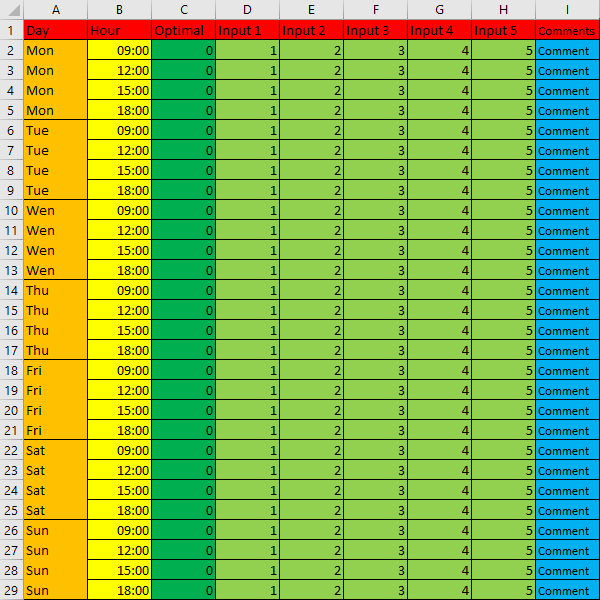 A B C D E F G H I
1 Day Hour Optimal Input 1 Input 2 Input 3 Input 4 Input 5 Comments
2 Mon 09:00 0 1 2 3 4 5 Comment
3 Mon 12:00 0 1 2 3 4 5 Comment
4 Mon 15:00 0 1 2 3 4 5 Comment
5 Mon 18:00 0 1 2 3 4 5 Comment
6 Tue 09:00 0 1 2 3 4 5 Comment
7 Tue 12:00 0 1 2 3 4 5 Comment
8 Tue 15:00 0 1 2 3 4 5 Comment
9 Tue 18:00 0 1 2 3 4 5 Comment
10 Wen 09:00 0 1 2 3 4 5 Comment
11 Wen 12:00 0 1 2 3 4 5 Comment
12 Wen 15:00 0 1 2 3 4 5 Comment
13 Wen 18:00 0 1 2 3 4 5 Comment
14 Thu 09:00 0 1 2 3 4 5 Comment
15 Thu 12:00 0 1 2 3 4 5 Comment
16 Thu 15:00 0 1 2 3 4 5 Comment
17 Thu 18:00 0 1 2 3 4 5 Comment
18 Fri 09:00 0 1 2 3 4 5 Comment
19 Fri 12:00 0 1 2 3 4 5 Comment
20 Fri 15:00 0 1 2 3 4 5 Comment
21 Fri 18:00 0 1 2 3 4 5 Comment
22 Sat 09:00 0 1 2 3 4 5 Comment
23 Sat 12:00 0 1 2 3 4 5 Comment
24 Sat 15:00 0 1 2 3 4 5 Comment
25 Sat 18:00 0 1 2 3 4 5 Comment
26 Sun 09:00 0 1 2 3 4 5 Comment
27 Sun 12:00 0 1 2 3 4 5 Comment
28 Sun 15:00 0 1 2 3 4 5 Comment
29 Sun 18:00 0 1 2 3 4 5 Comment